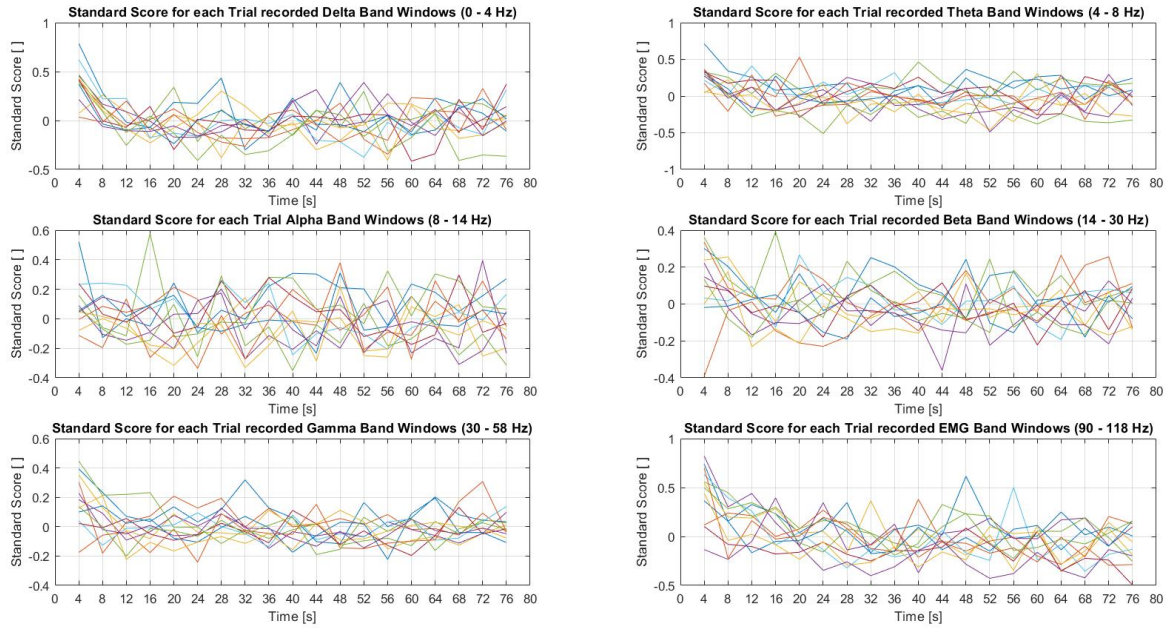 Standard Score for each Trial recorded Delta Band Windows (0 - 4 Hz)
Standard Score [ ]
1
0.5
0
-0.5
0 4 8 12 16 20 24 28 32 36 40 44 48 52 56 60 64 68 72 76 80
Time [s]
Standard Score for each Trial recorded Theta Band Windows (4 - 8 Hz)
Standard Score [ ]
1
0.5
0
-0.5
-1
0 4 8 12 16 20 24 28 32 36 40 44 48 52 56 60 64 68 72 76 80
Time [s]
Standard Score for each Trial Alpha Band Windows (8 - 14 Hz)
Standard Score [ ]
0.6
0.4
0.2
0
-0.2
-0.4
0 4 8 12 16 20 24 28 32 36 40 44 48 52 56 60 64 68 72 76 80
Time [s]
Standard Score for each Trial recorded Beta Band Windows (14 - 30 Hz)
Standard Score [ ]
0.4
0.2
0
-0.2
-0.4
0 4 8 12 16 20 24 28 32 36 40 44 48 52 56 60 64 68 72 76 80
Time [s]
Standard Score for each Trial recorded Gamma Band Windows (30 - 58 Hz)
Standard Score [ ]
0.6
0.4
0.2
0
-0.2
-0.4
0 4 8 12 16 20 24 28 32 36 40 44 48 52 56 60 64 68 72 76 80
Time [s]
Standard Score for each Trial recorded EMG Band Windows (90 - 118 Hz)
Standard Score [ ]
1
0.5
0
-0.5
0 4 8 12 16 20 24 28 32 36 40 44 48 52 56 60 64 68 72 76 80
Time [s]